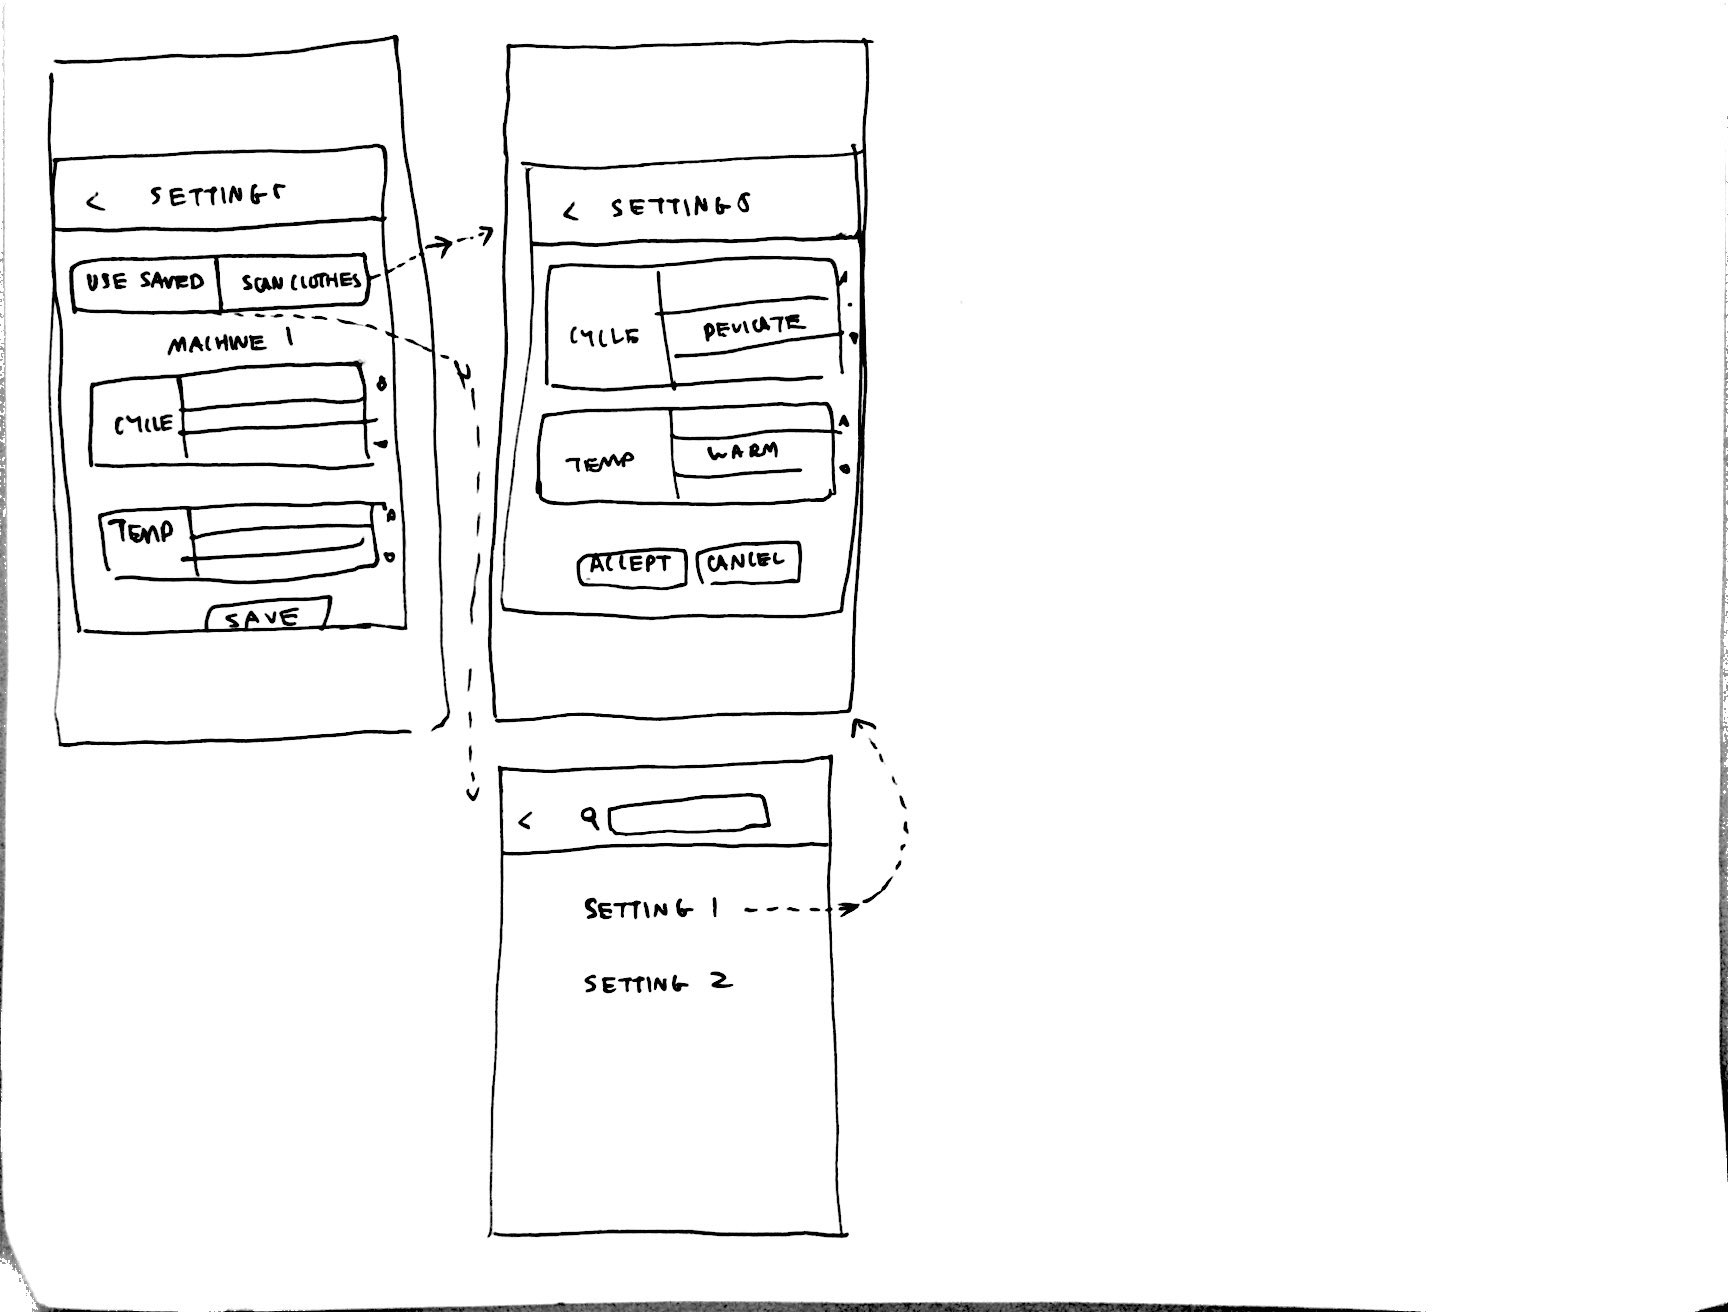 < SETTINGS
USE SAVED SCAN CLOTHES
MACHINE 1
CYCLE
TEMP
SAVE
< SETTINGS
CYCLE DELICATE
TEMP WARM
ACCEPT CANCEL
<
SETTING 1
SETTING 2